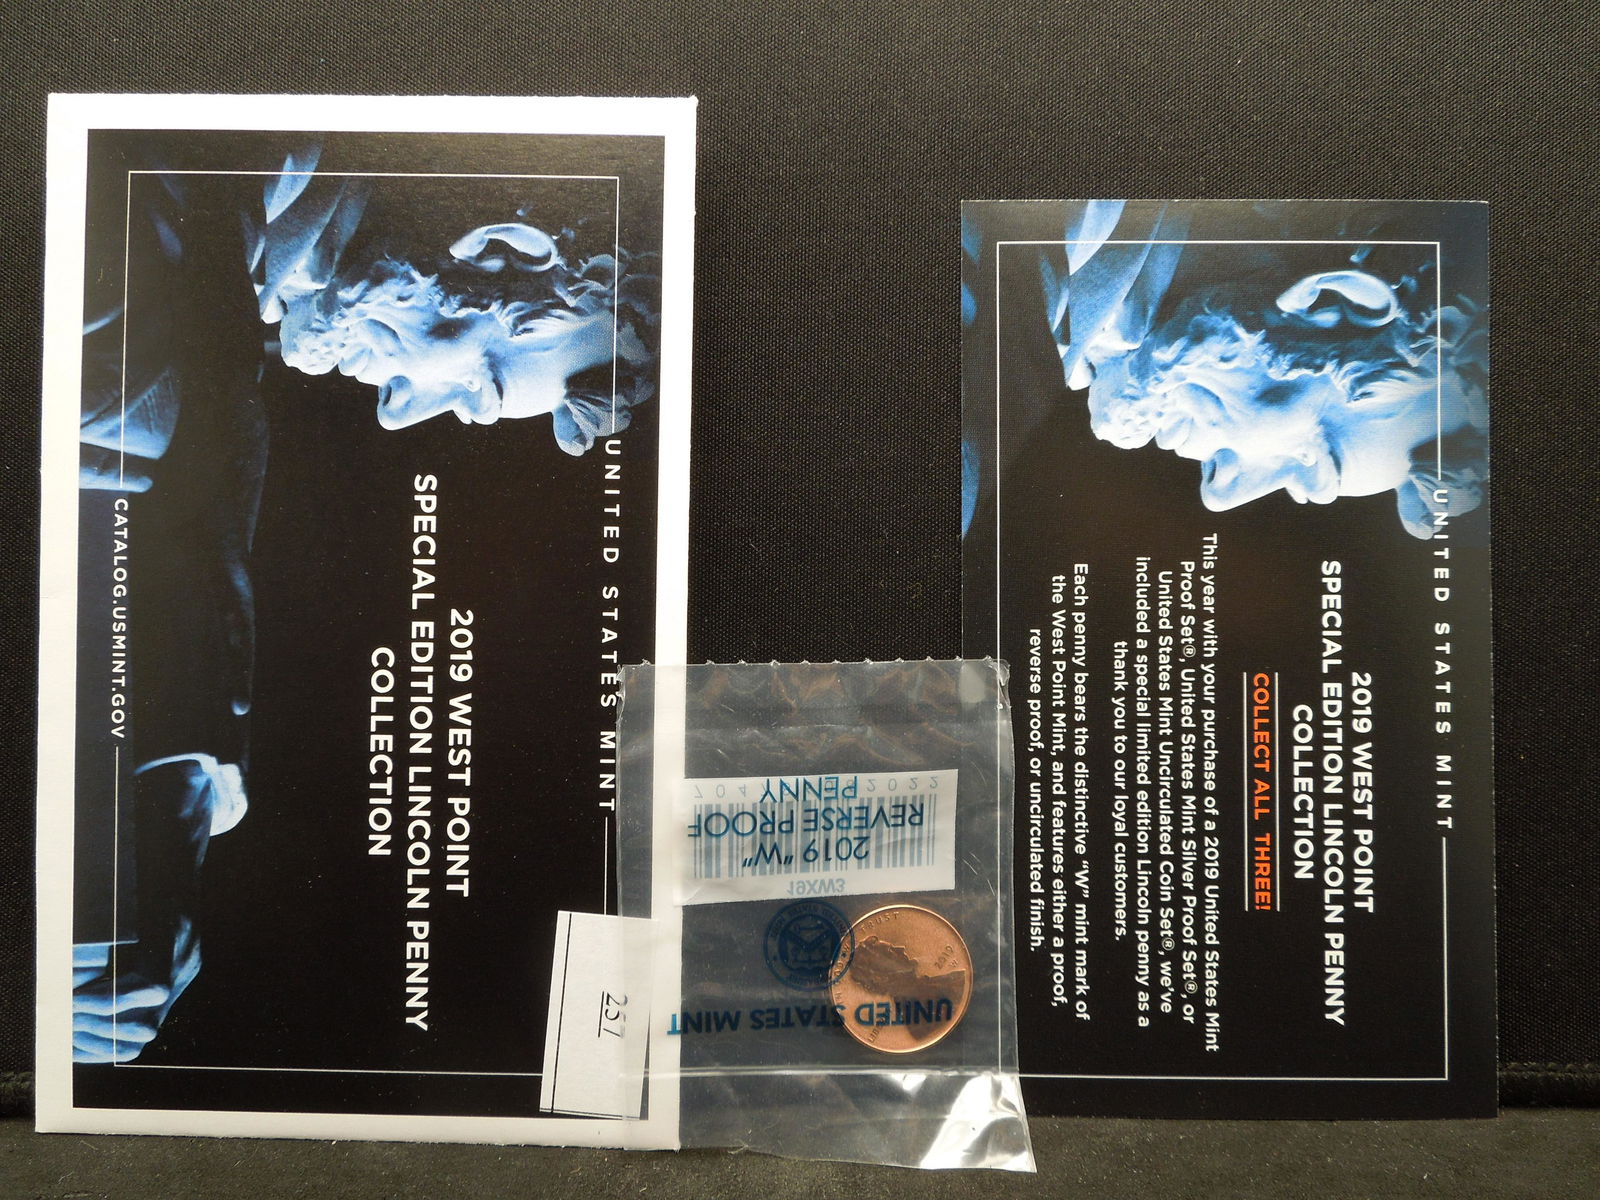 UNITED STATES MINT
2019 WEST POINT
SPECIAL EDITION LINCOLN PENNY
COLLECTION
CATALOG.USMINT.GOV
257
2019 "W"
REVERSE PROOF
PENNY
19XW3
UNITED STATES MINT
TRUST
2019
W
UNITED STATES MINT
2019 WEST POINT
SPECIAL EDITION LINCOLN PENNY
COLLECTION
COLLECT ALL THREE!
This year with your purchase of a 2019 United States Mint
Proof Set®, United States Mint Silver Proof Set®, or
United States Mint Uncirculated Coin Set®, we've
included a special limited edition Lincoln penny as a
thank you to our loyal customers.
Each penny bears the distinctive "W" mint mark of
the West Point Mint, and features either a proof,
reverse proof, or uncirculated finish.